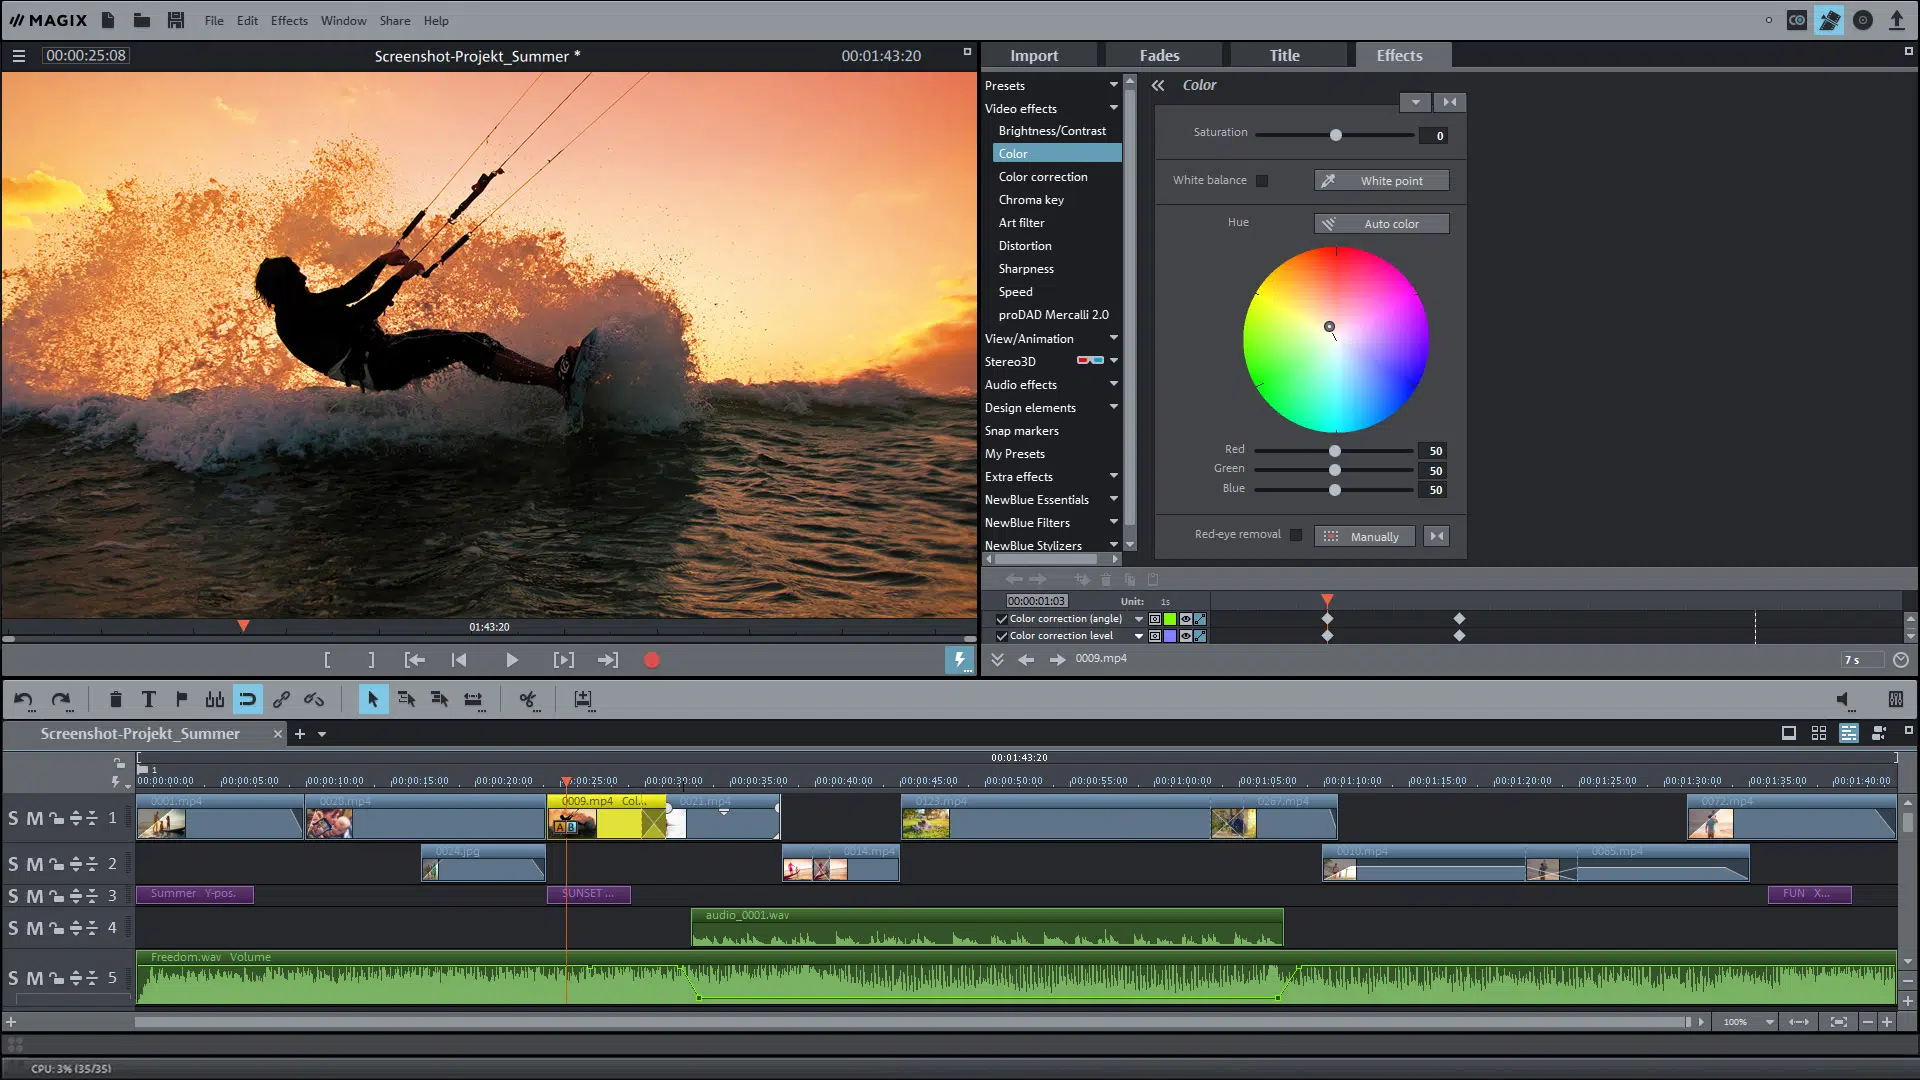 MAGIX File Edit Effects Window Share Help
00:00:25:08 Screenshot-Projekt_Summer * 00:01:43:20
Import Fades Title Effects
Presets
Video effects
Brightness/Contrast
Color
Color correction
Chroma key
Art filter
Distortion
Sharpness
Speed
proDAD Mercalli 2.0
View/Animation
Stereo3D
Audio effects
Design elements
Snap markers
My Presets
Extra effects
NewBlue Essentials
NewBlue Filters
NewBlue Stylizers
Color
Saturation 0
White balance White point
Hue Auto color
Red 50
Green 50
Blue 50
Red-eye removal Manually
00:00:01:03 Unit: 1s
Color correction (angle)
Color correction level
0009.mp4 7 s
01:43:20
Screenshot-Projekt_Summer
00:01:43:20
1
00:00:00:00 00:00:05:00 00:00:10:00 00:00:15:00 00:00:20:00 00:00:25:00 00:00:35:00 00:00:40:00 00:00:45:00 00:00:50:00 00:00:55:00 00:01:00:00 00:01:05:00 00:01:10:00 00:01:15:00 00:01:20:00 00:01:25:00 00:01:30:00 00:01:35:00 00:01:40:00
S M 1 0001.mp4 0028.mp4 0009.mp4 Col... 0021.mp4 0123.mp4 0267.mp4 0072.mp4
A B
S M 2 0024.jpg 0014.mp4 0010.mp4 0065.mp4
S M 3 Summer Y-pos. SUNSET ... FUN X...
S M 4 audio_0001.wav
S M 5 Freedom.wav Volume
100%
CPU: 3% (35/35)